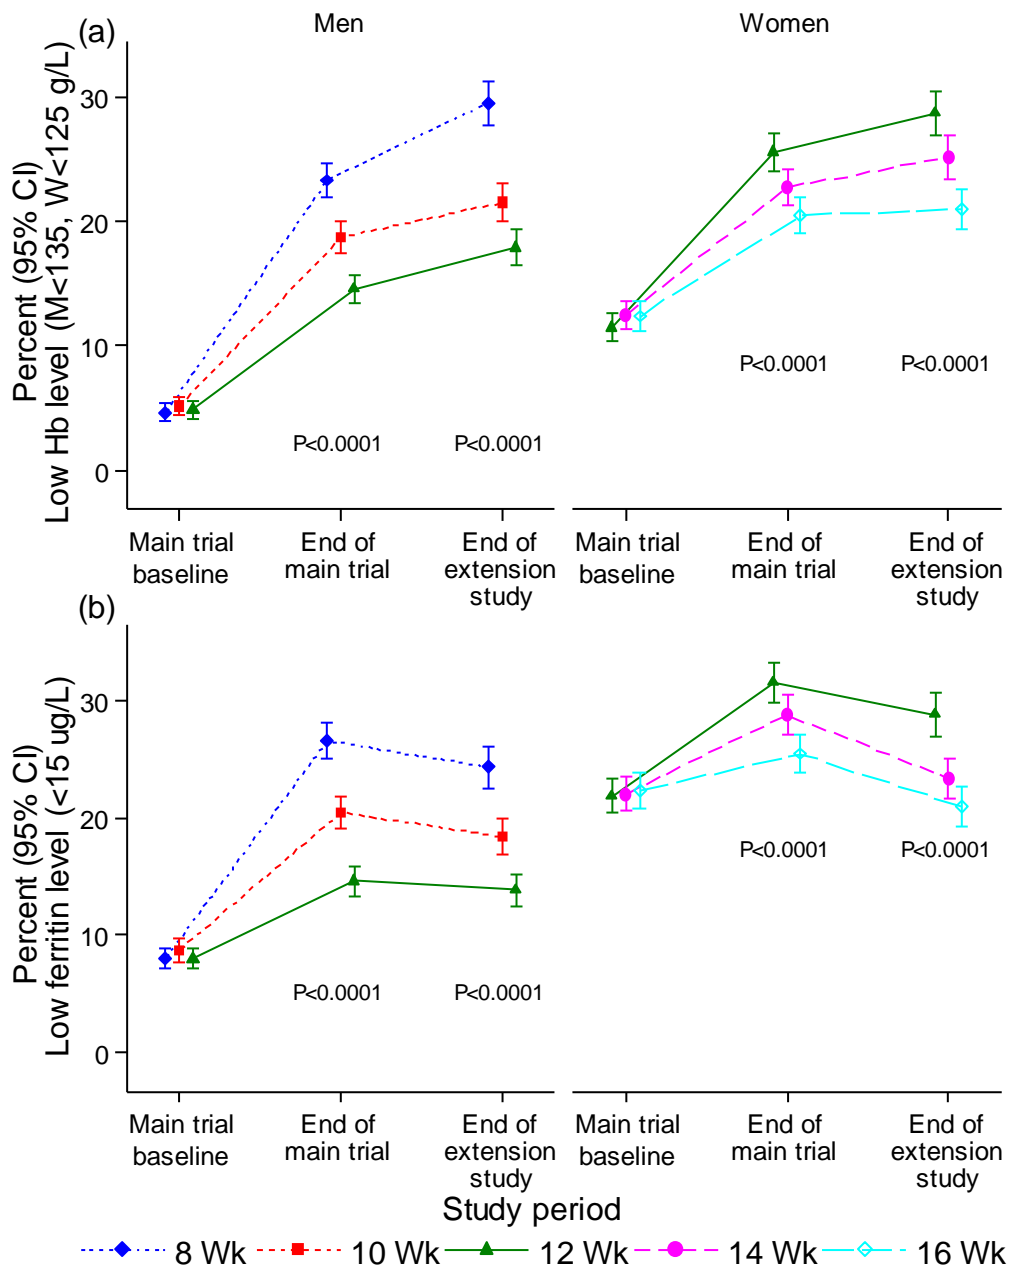 (a)
Men
Women
Percent (95% CI)
Low Hb level (M<135, W<125 g/L)
30
20
10
0
P<0.0001
P<0.0001
P<0.0001
P<0.0001
Main trial
baseline
End of
main trial
End of
extension
study
Main trial
baseline
End of
main trial
End of
extension
study
(b)
Percent (95% CI)
Low ferritin level (<15 ug/L)
30
20
10
0
P<0.0001
P<0.0001
P<0.0001
P<0.0001
Main trial
baseline
End of
main trial
End of
extension
study
Main trial
baseline
End of
main trial
End of
extension
study
Study period
8 Wk
10 Wk
12 Wk
14 Wk
16 Wk